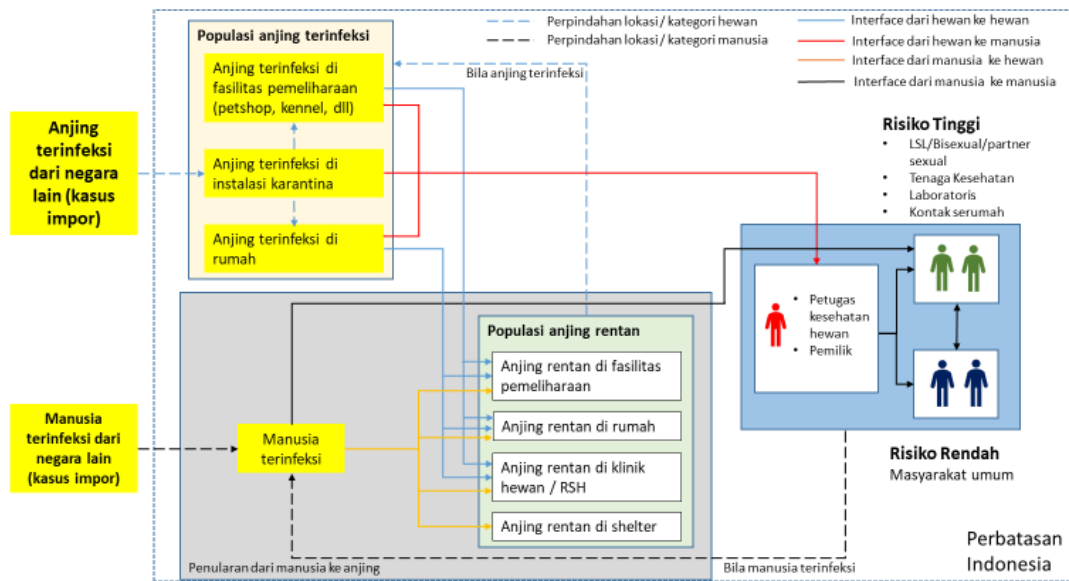 Populasi anjing terinfeksi
Anjing terinfeksi di
fasilitas pemeliharaan
(petshop, kennel, dll)
Anjing terinfeksi di
instalasi karantina
Anjing terinfeksi di
rumah
Anjing
terinfeksi
dari negara
lain (kasus
impor)
Perpindahan lokasi/ kategori hewan
Perpindahan lokasi/ kategori manusia
Bila anjing terinfeksi
Interface dari hewan ke hewan
Interface dari hewan ke manusia
Interface dari manusia ke hewan
Interface dari manusia ke manusia
Risiko Tinggi
• LSL/Bisexual/partner
sexual
• Tenaga Kesehatan
• Laboratoris
• Kontak serumah
• Petugas
kesehatan
hewan
• Pemilik
Risiko Rendah
Masyarakat umum
Manusia
terinfeksi dari
negara lain
(kasus impor)
Manusia
terinfeksi
Populasi anjing rentan
Anjing rentan di fasilitas
pemeliharaan
Anjing rentan di rumah
Anjing rentan di klinik
hewan / RSH
Anjing rentan di shelter
Penularan dari manusia ke anjing
Bila manusia terinfeksi
Perbatasan
Indonesia